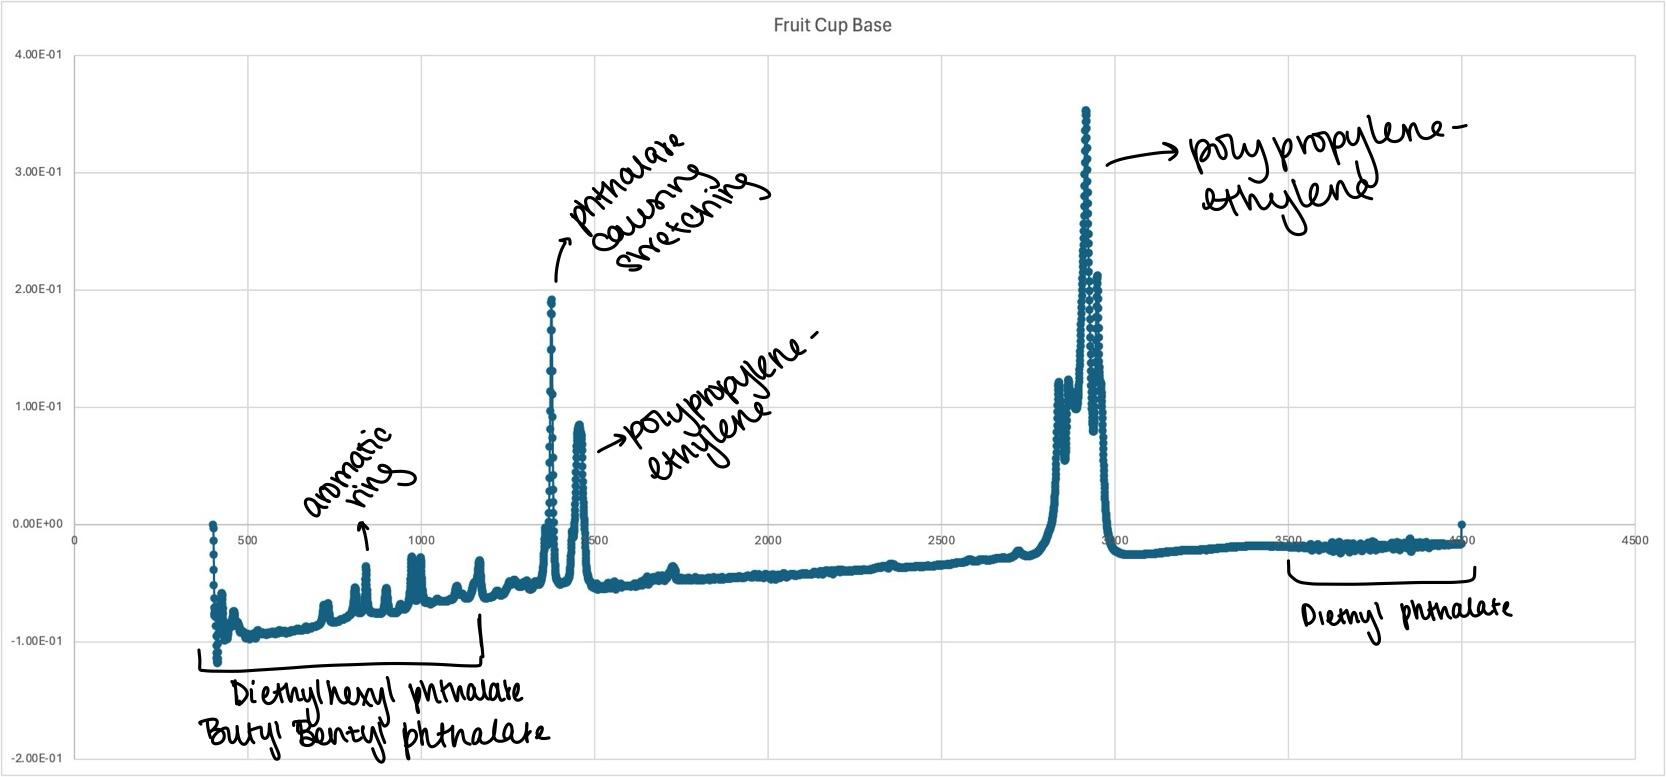 Fruit Cup Base
4.00E-01
3.00E-01
2.00E-01
1.00E-01
0.00E+00
-1.00E-01
-2.00E-01
0
500
1000
1500
2000
2500
3000
3500
4000
4500
phthalate
causing
stretching
polypropylene-
ethylene
polypropylene-
ethylene
aromatic
ring
Diethyl phthalate
Diethylhexyl phthalate
Butyl Benzyl phthalate